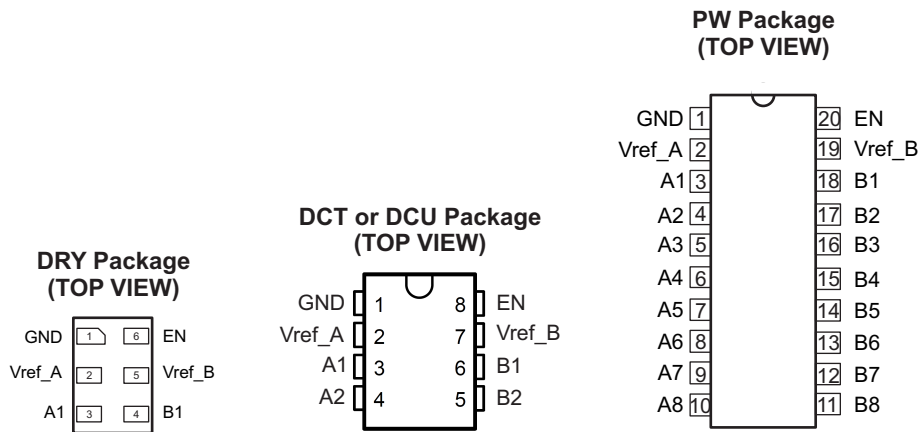 DRY Package
(TOP VIEW)
GND 1 6 EN
Vref_A 2 5 Vref_B
A1 3 4 B1
DCT or DCU Package
(TOP VIEW)
GND 1 8 EN
Vref_A 2 7 Vref_B
A1 3 6 B1
A2 4 5 B2
PW Package
(TOP VIEW)
GND 1 20 EN
Vref_A 2 19 Vref_B
A1 3 18 B1
A2 4 17 B2
A3 5 16 B3
A4 6 15 B4
A5 7 14 B5
A6 8 13 B6
A7 9 12 B7
A8 10 11 B8